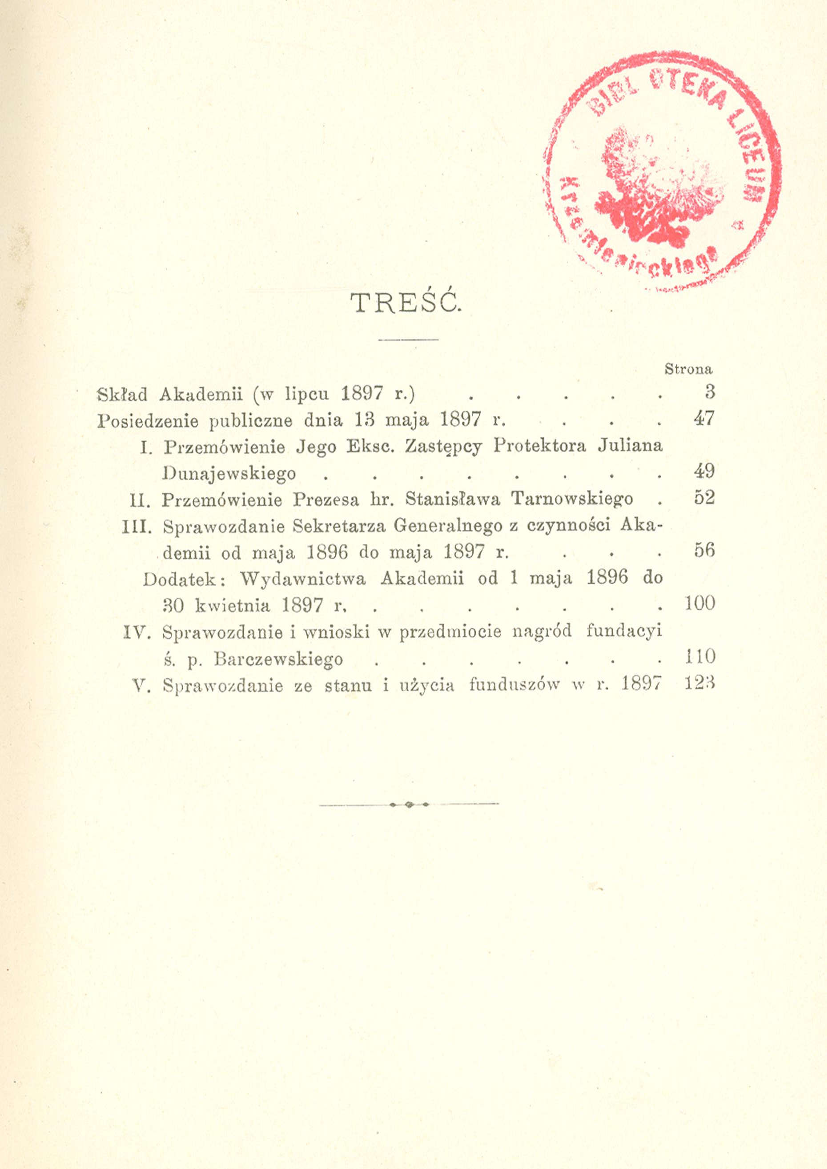 BIBLIOTEKA LICEUM
Krzemienieckiego
TREŚĆ.
Strona
Skład Akademii (w lipcu 1897 r.) . . . . . 3
Posiedzenie publiczne dnia 13 maja 1897 r. . . . 47
I. Przemówienie Jego Eksc. Zastępcy Protektora Juliana
Dunajewskiego . . . . . . . . 49
II. Przemówienie Prezesa hr. Stanisława Tarnowskiego . 52
III. Sprawozdanie Sekretarza Generalnego z czynności Aka-
demii od maja 1896 do maja 1897 r. . . . 56
Dodatek: Wydawnictwa Akademii od 1 maja 1896 do
30 kwietnia 1897 r. . . . . . . . 100
IV. Sprawozdanie i wnioski w przedmiocie nagród fundacyi
ś. p. Barczewskiego . . . . . . . 110
V. Sprawozdanie ze stanu i użycia funduszów w r. 1897 123